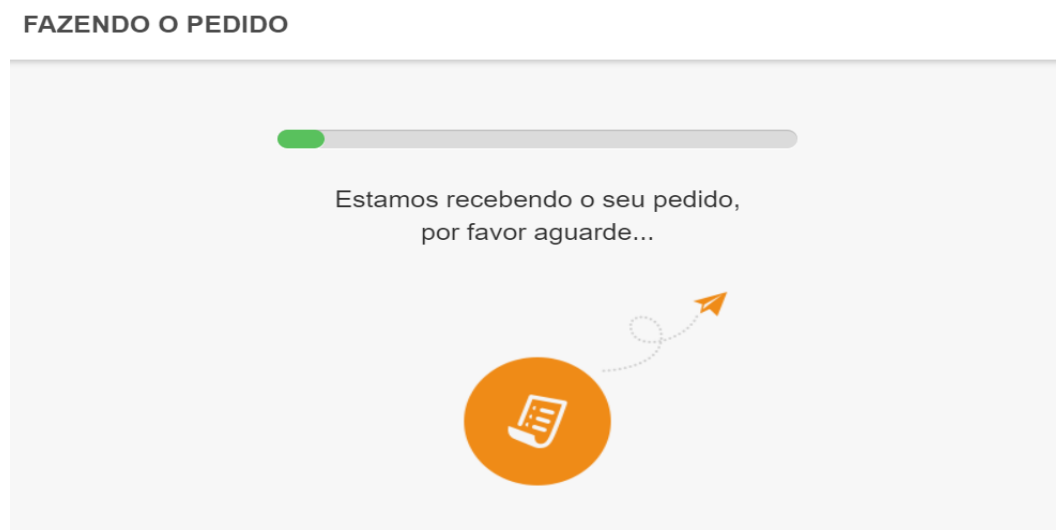 FAZENDO O PEDIDO
Estamos recebendo o seu pedido,
por favor aguarde...